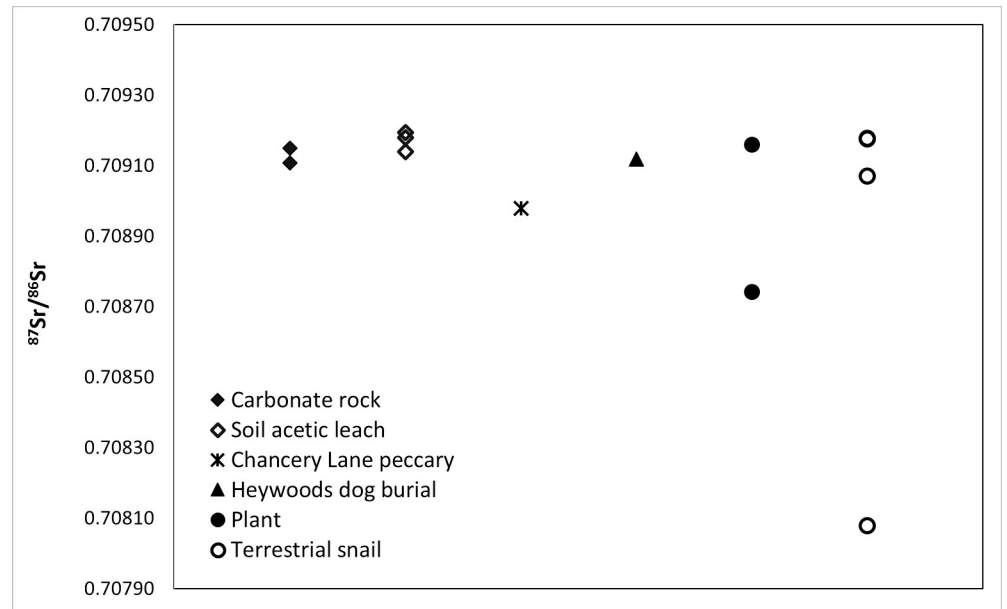 0.70950
0.70930
0.70910
0.70890
0.70870
0.70850
0.70830
0.70810
0.70790
⁸⁷Sr/⁸⁶Sr
Carbonate rock
Soil acetic leach
Chancery Lane peccary
Heywoods dog burial
Plant
Terrestrial snail